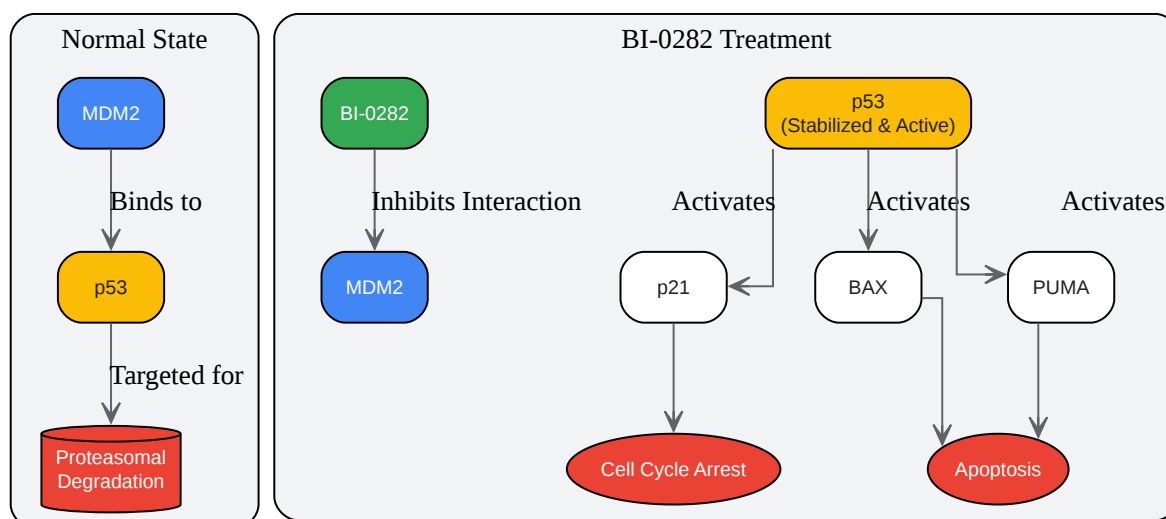 Normal State
MDM2
Binds to
p53
Targeted for
Proteasomal
Degradation
BI-0282 Treatment
BI-0282
Inhibits Interaction
MDM2
p53
(Stabilized & Active)
Activates
Activates
Activates
p21
BAX
PUMA
Cell Cycle Arrest
Apoptosis